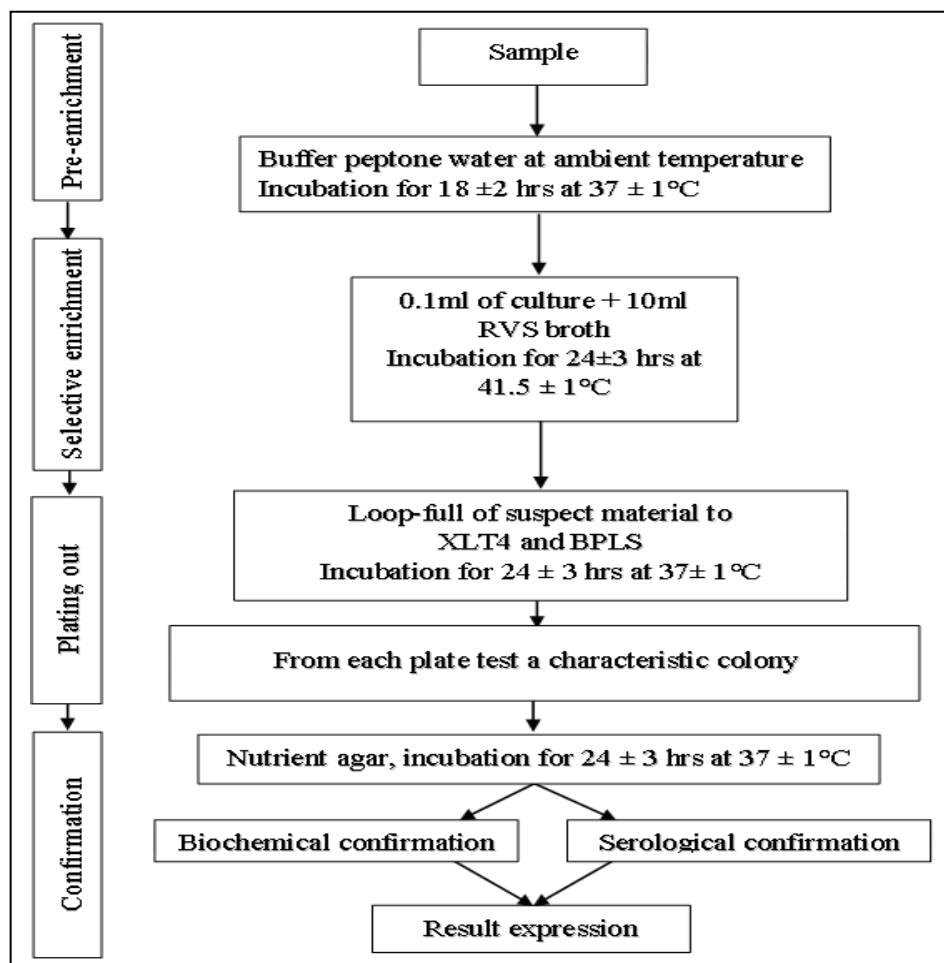 Pre-enrichment
Sample
Buffer peptone water at ambient temperature
Incubation for 18 ±2 hrs at 37 ± 1°C
Selective enrichment
0.1ml of culture + 10ml
RVS broth
Incubation for 24±3 hrs at
41.5 ± 1°C
Plating out
Loop-full of suspect material to
XLT4 and BPLS
Incubation for 24 ± 3 hrs at 37± 1°C
From each plate test a characteristic colony
Confirmation
Nutrient agar, incubation for 24 ± 3 hrs at 37 ± 1°C
Biochemical confirmation
Serological confirmation
Result expression